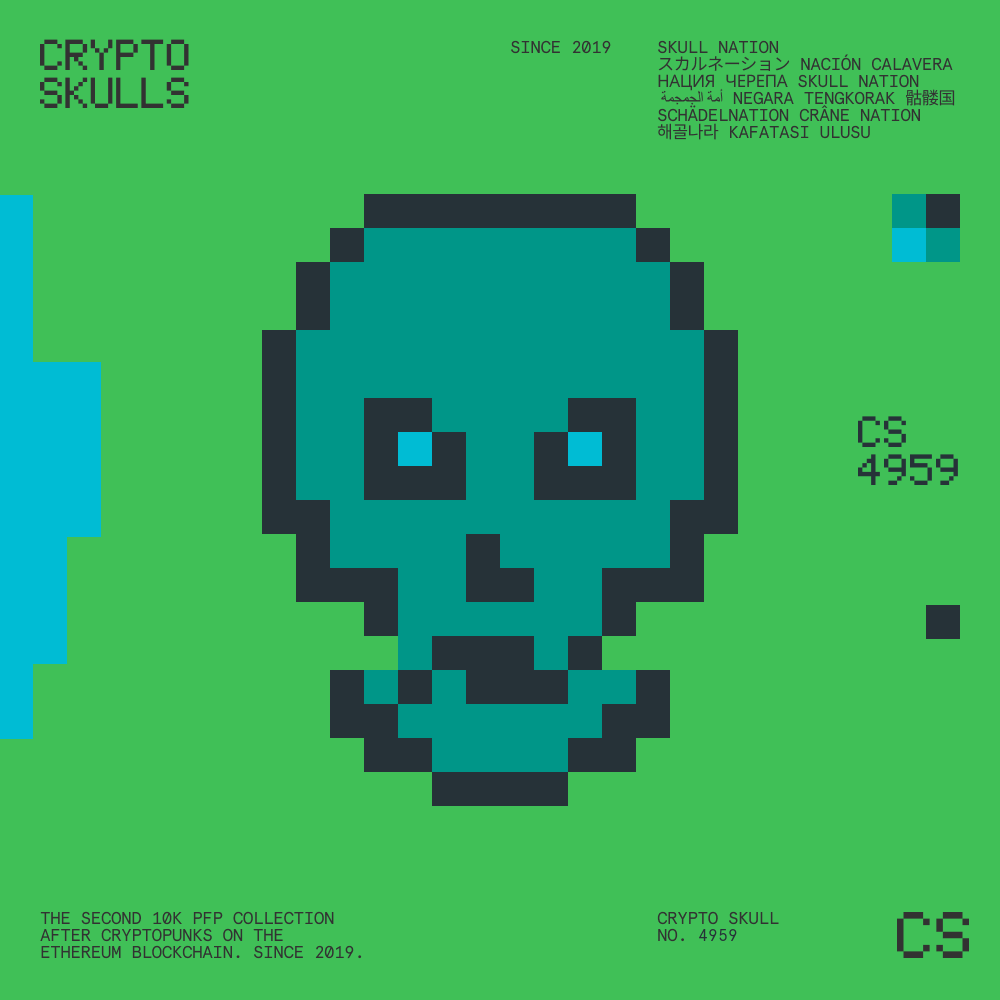 CRYPTO
SKULLS
SINCE 2019
SKULL NATION
スカルネーション NACIÓN CALAVERA
НАЦИЯ ЧЕРЕПА SKULL NATION
أمة الجمجمة NEGARA TENGKORAK 骷髅国
SCHÄDELNATION CRÂNE NATION
해골나라 KAFATASI ULUSU
CS
4959
THE SECOND 10K PFP COLLECTION
AFTER CRYPTOPUNKS ON THE
ETHEREUM BLOCKCHAIN. SINCE 2019.
CRYPTO SKULL
NO. 4959
CS